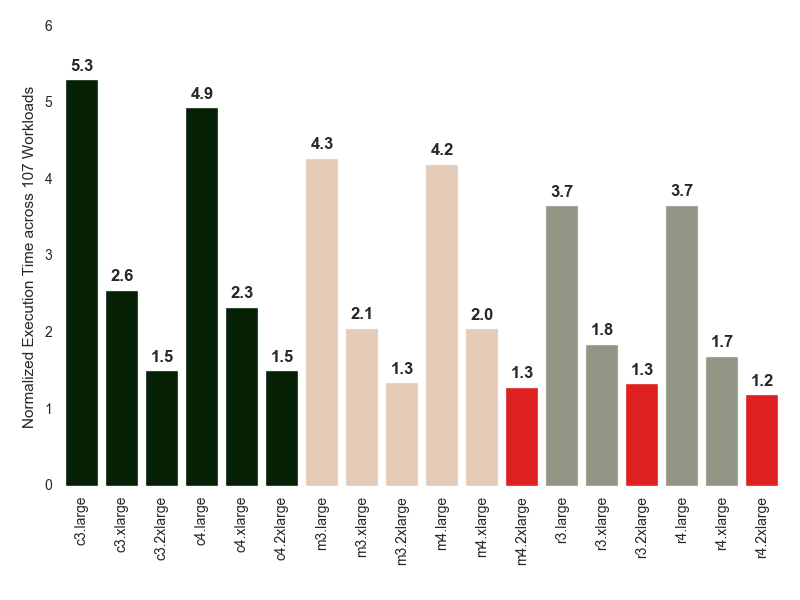 Normalized Execution Time across 107 Workloads
6
5
4
3
2
1
0
5.3
2.6
1.5
4.9
2.3
1.5
4.3
2.1
1.3
4.2
2.0
1.3
3.7
1.8
1.3
3.7
1.7
1.2
c3.large
c3.xlarge
c3.2xlarge
c4.large
c4.xlarge
c4.2xlarge
m3.large
m3.xlarge
m3.2xlarge
m4.large
m4.xlarge
m4.2xlarge
r3.large
r3.xlarge
r3.2xlarge
r4.large
r4.xlarge
r4.2xlarge